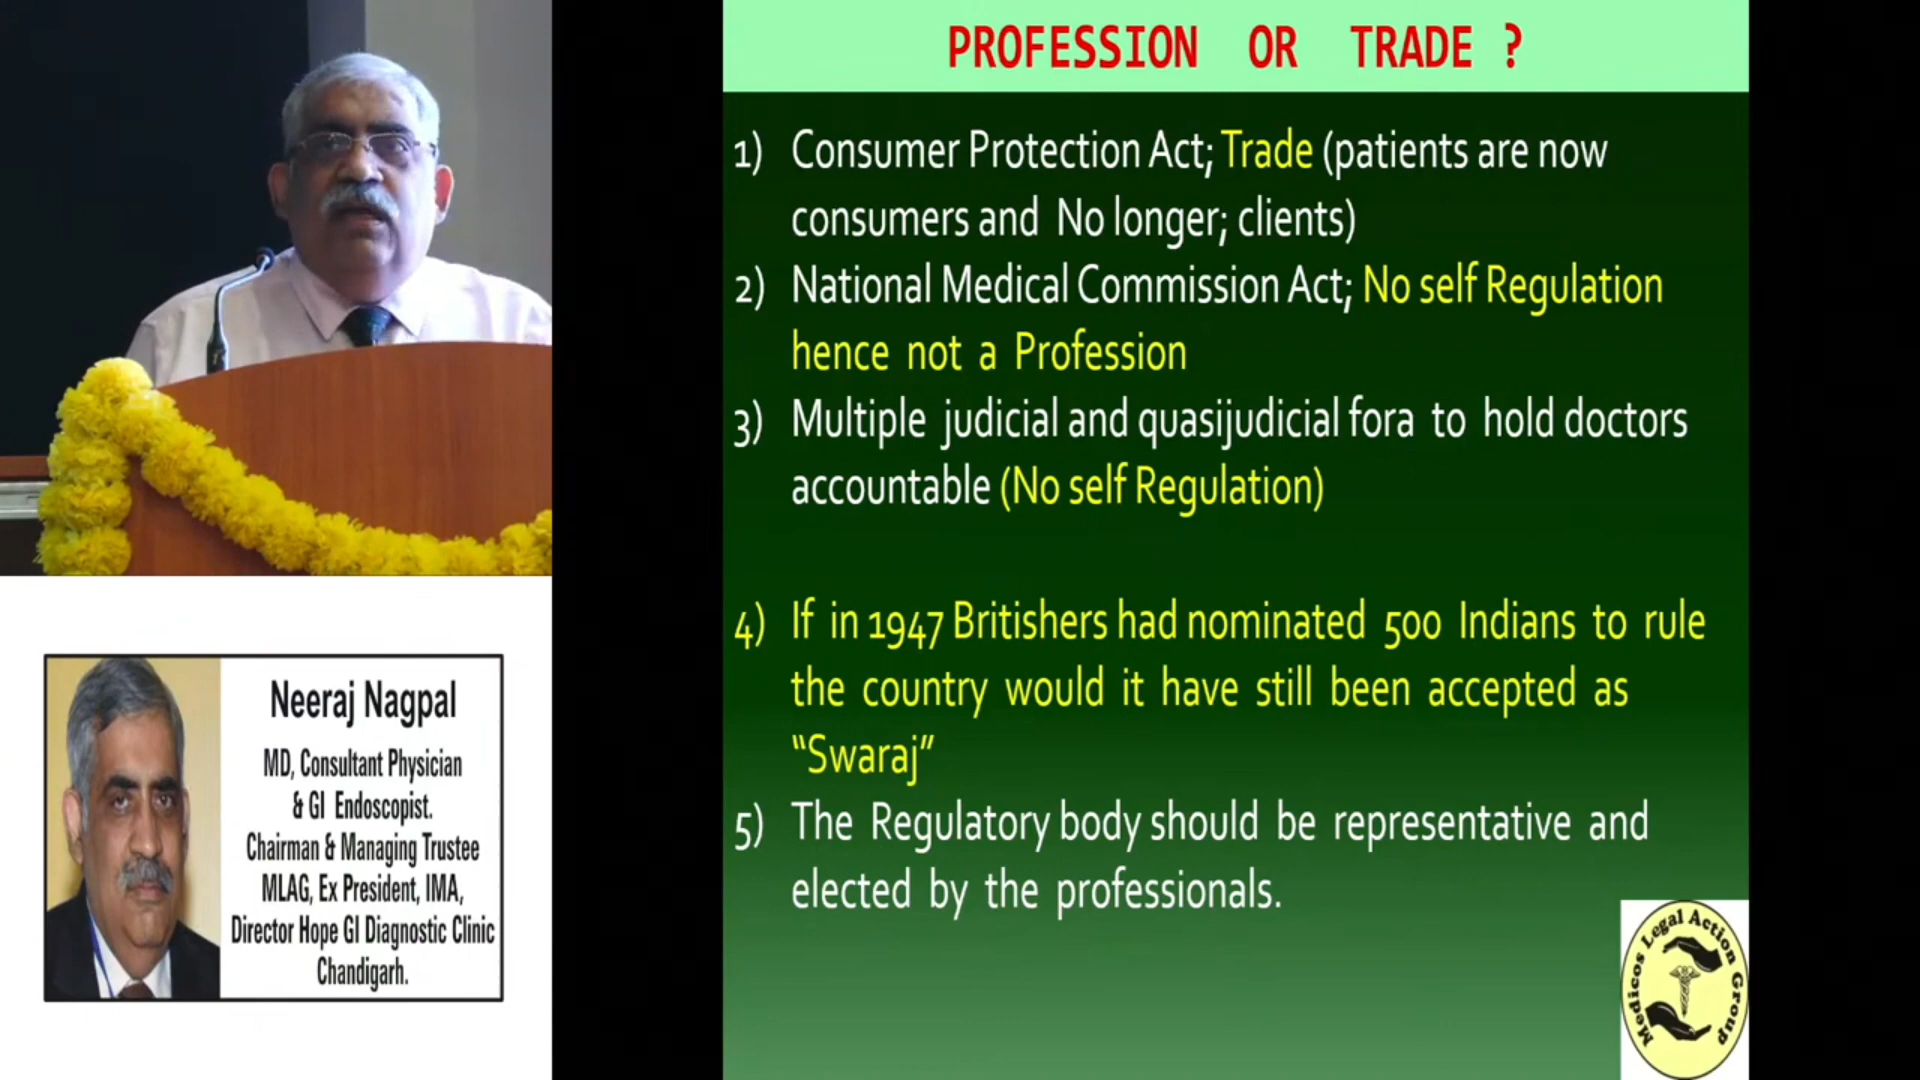 Neeraj Nagpal
MD, Consultant Physician
& GI Endoscopist.
Chairman & Managing Trustee
MLAG, Ex President, IMA,
Director Hope GI Diagnostic Clinic
Chandigarh.
PROFESSION OR TRADE ?
1) Consumer Protection Act; Trade (patients are now
consumers and No longer; clients)
2) National Medical Commission Act; No self Regulation
hence not a Profession
3) Multiple judicial and quasijudicial fora to hold doctors
accountable (No self Regulation)
4) If in 1947 Britishers had nominated 500 Indians to rule
the country would it have still been accepted as
“Swaraj”
5) The Regulatory body should be representative and
elected by the professionals.
Medicos Legal Action Group